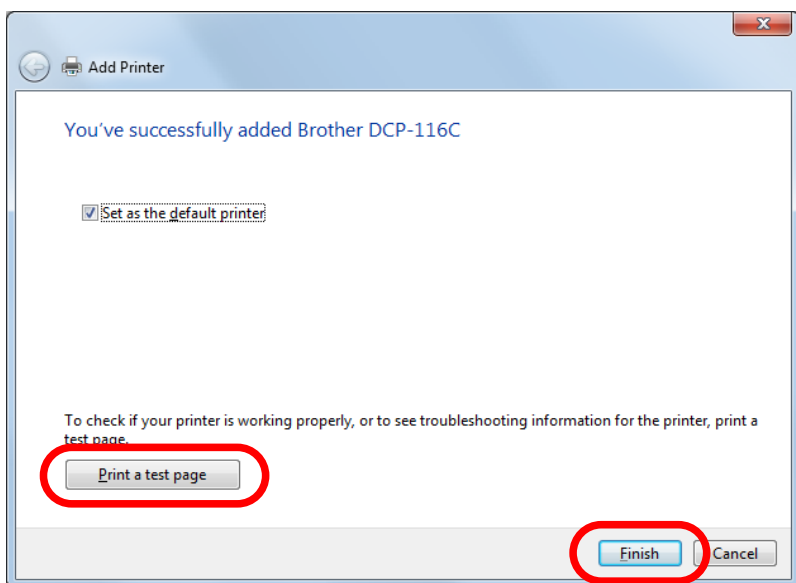 Add Printer
You've successfully added Brother DCP-116C
Set as the default printer
To check if your printer is working properly, or to see troubleshooting information for the printer, print a
test page.
Print a test page
Finish
Cancel